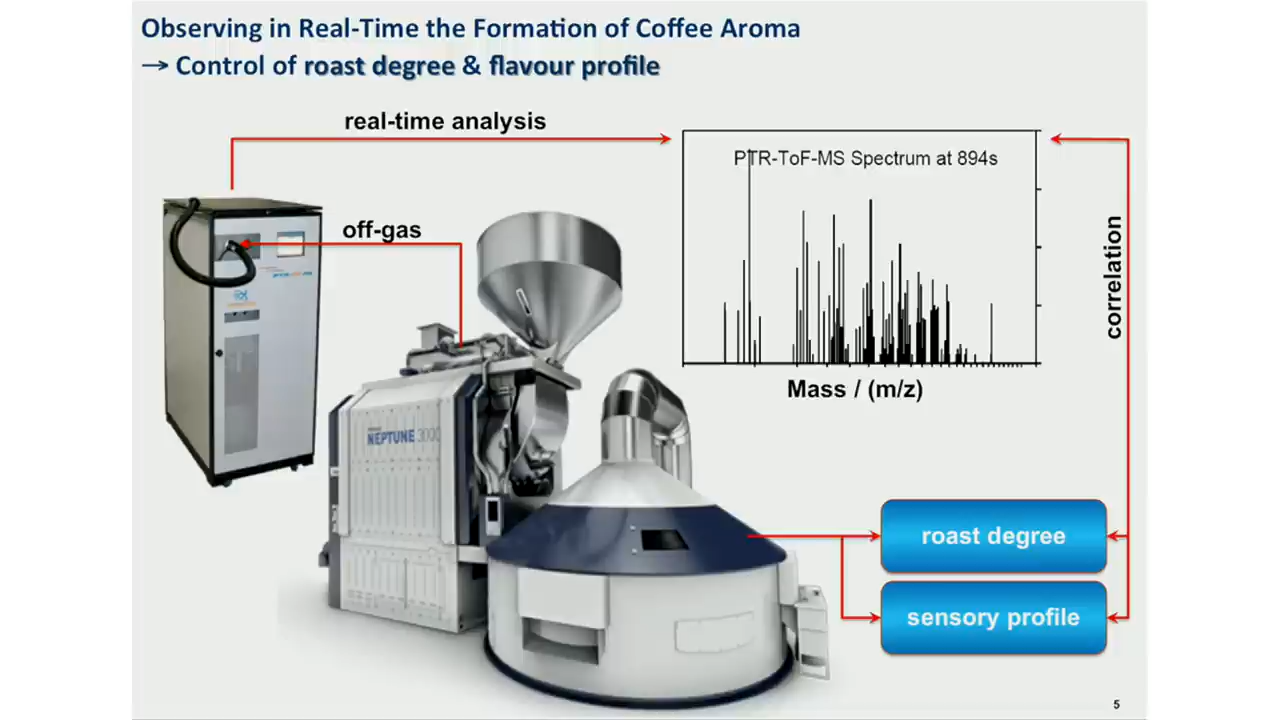 Observing in Real-Time the Formation of Coffee Aroma
→ Control of roast degree & flavour profile
real-time analysis
PTR-ToF-MS Spectrum at 894s
off-gas
correlation
Mass / (m/z)
NEPTUNE 3000
roast degree
sensory profile
5